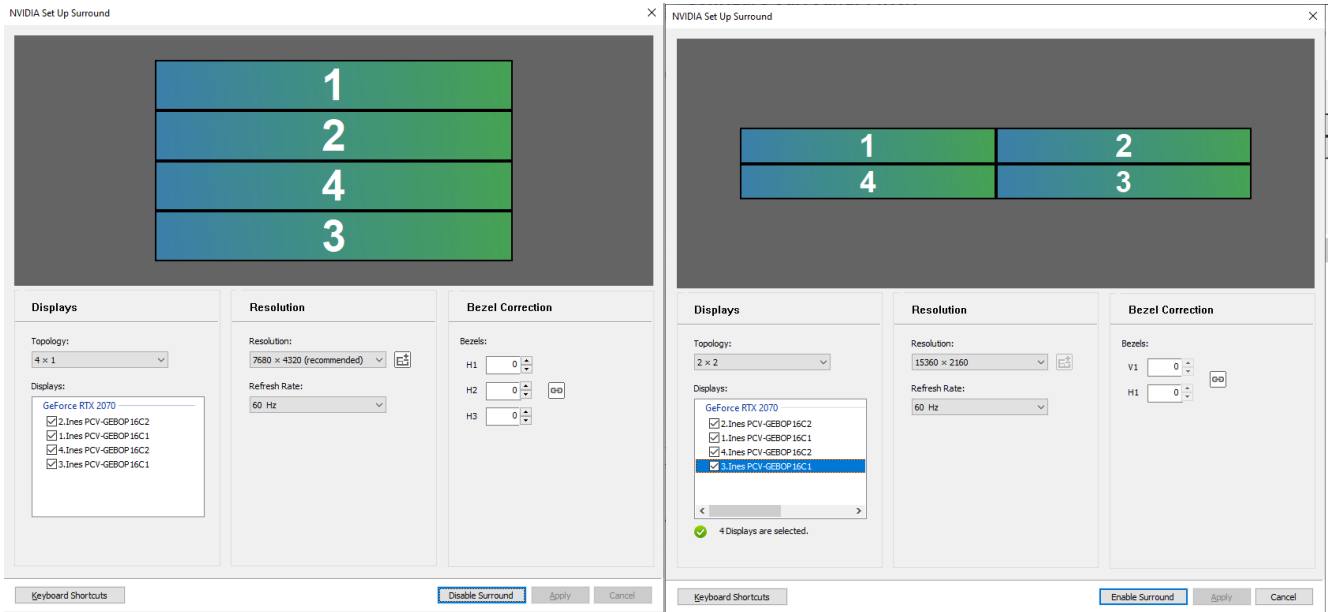 NVIDIA Set Up Surround
1
2
4
3
Displays
Topology:
4 × 1
Displays:
GeForce RTX 2070
2.Ines PCV-GEBOP16C2
1.Ines PCV-GEBOP16C1
4.Ines PCV-GEBOP16C2
3.Ines PCV-GEBOP16C1
Resolution
Resolution:
7680 × 4320 (recommended)
Refresh Rate:
60 Hz
Bezel Correction
Bezels:
H1 0
H2 0
H3 0
Keyboard Shortcuts
Disable Surround
Apply
Cancel
NVIDIA Set Up Surround
1 2
4 3
Displays
Topology:
2 × 2
Displays:
GeForce RTX 2070
2.Ines PCV-GEBOP16C2
1.Ines PCV-GEBOP16C1
4.Ines PCV-GEBOP16C2
3.Ines PCV-GEBOP16C1
4 Displays are selected.
Resolution
Resolution:
15360 × 2160
Refresh Rate:
60 Hz
Bezel Correction
Bezels:
V1 0
H1 0
Keyboard Shortcuts
Enable Surround
Apply
Cancel